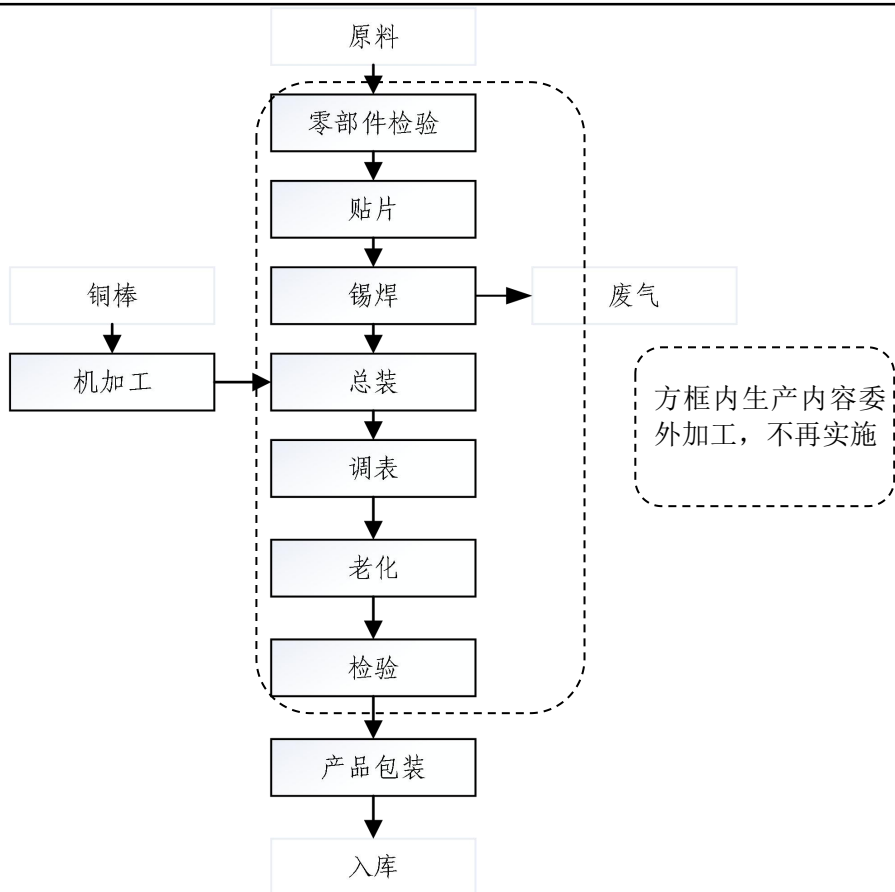 原料
零部件检验
贴片
锡焊
废气
铜棒
机加工
总装
方框内生产内容委
外加工，不再实施
调表
老化
检验
产品包装
入库